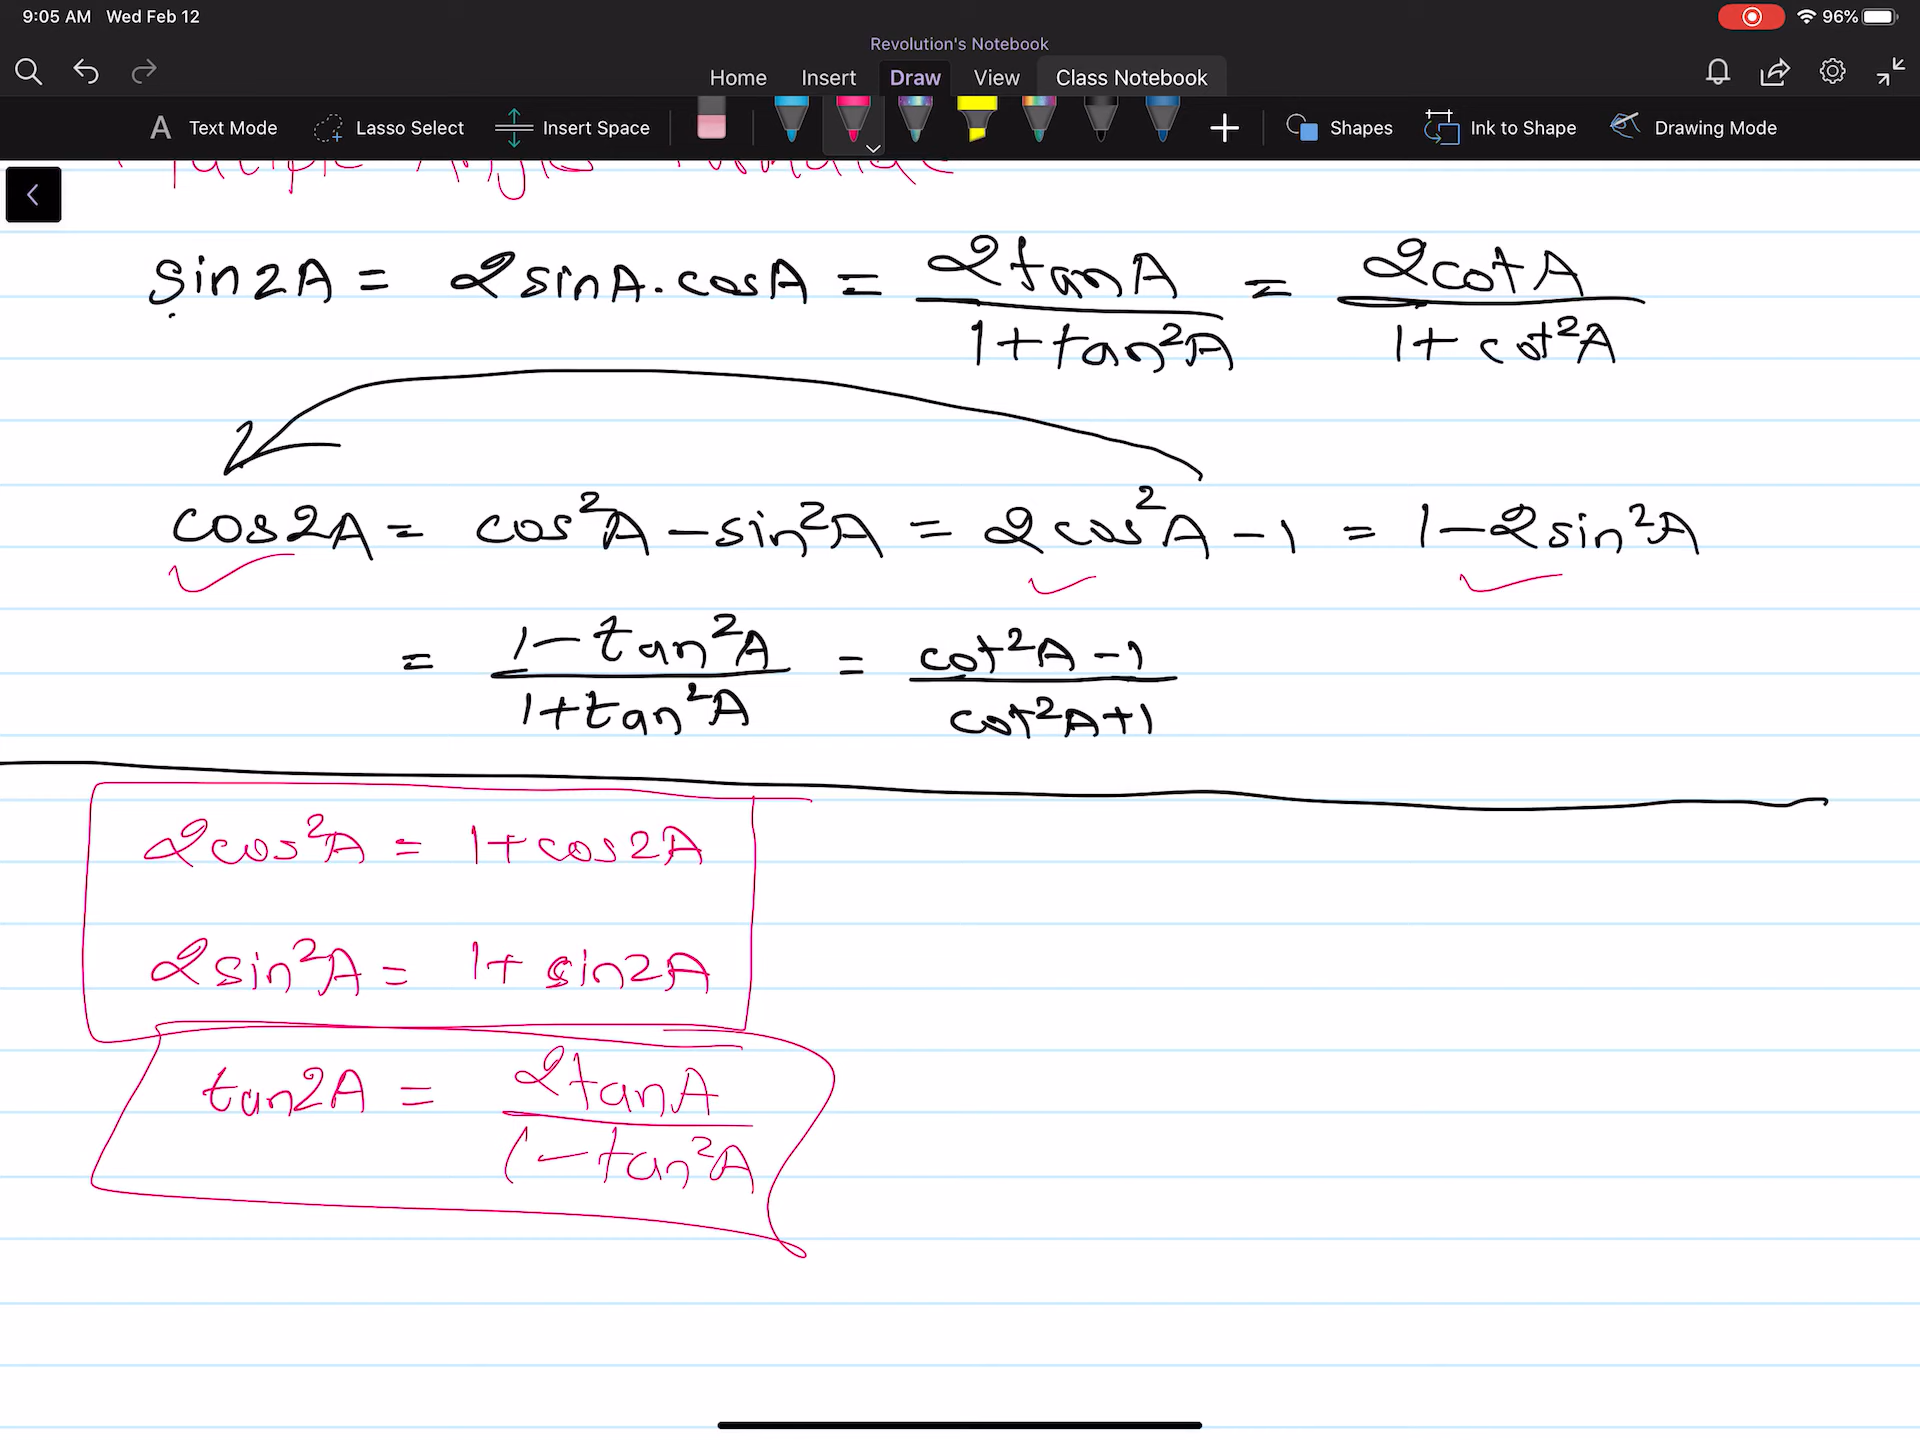 9:05 AM Wed Feb 12
96%
Revolution's Notebook
Home Insert Draw View Class Notebook
A Text Mode Lasso Select Insert Space Shapes Ink to Shape Drawing Mode
Multiple Angles Formulae
sin2A = 2sinA.cosA = 2tanA / 1+tan²A = 2cotA / 1+cot²A
cos2A = cos²A - sin²A = 2cos²A - 1 = 1 - 2sin²A
= 1-tan²A / 1+tan²A = cot²A-1 / cot²A+1
2cos²A = 1+cos2A
2sin²A = 1+ sin2A
tan2A = 2tanA / 1-tan²A